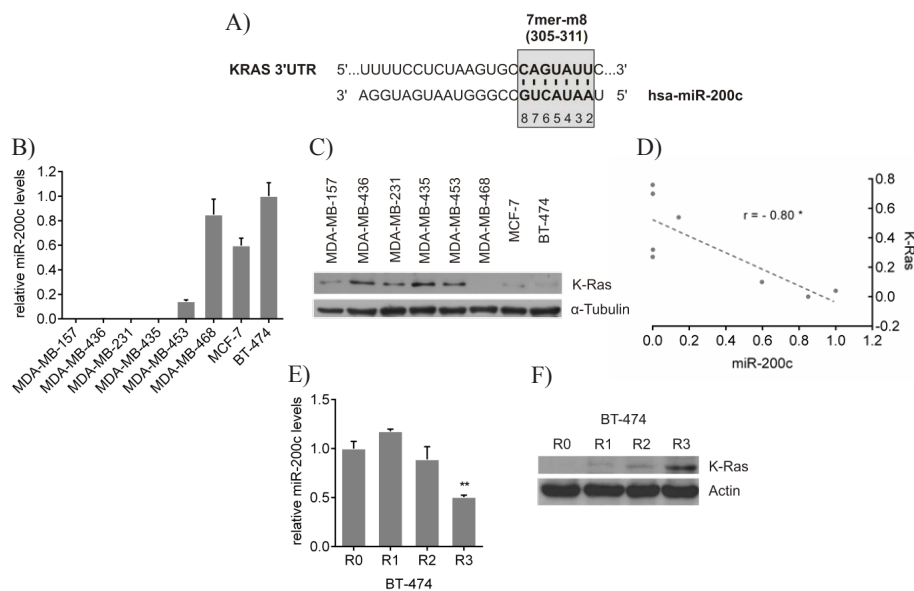 A)
7mer-m8
(305-311)
KRAS 3'UTR 5'...UUUUCCUCUAAGUGCCAGUAUUC...3'
3' AGGUAGUAAUGGGCCGUCAUAAU 5' hsa-miR-200c
8 7 6 5 4 3 2
B)
relative miR-200c levels
1.2
1.0
0.8
0.6
0.4
0.2
0.0
MDA-MB-157
MDA-MB-436
MDA-MB-231
MDA-MB-435
MDA-MB-453
MDA-MB-468
MCF-7
BT-474
C)
MDA-MB-157
MDA-MB-436
MDA-MB-231
MDA-MB-435
MDA-MB-453
MDA-MB-468
MCF-7
BT-474
K-Ras
α-Tubulin
D)
r = - 0.80 *
0.8
0.6
0.4
0.2
0.0
-0.2
K-Ras
0.0 0.2 0.4 0.6 0.8 1.0 1.2
miR-200c
E)
relative miR-200c levels
1.5
1.0
0.5
0.0
**
R0 R1 R2 R3
BT-474
F)
BT-474
R0 R1 R2 R3
K-Ras
Actin